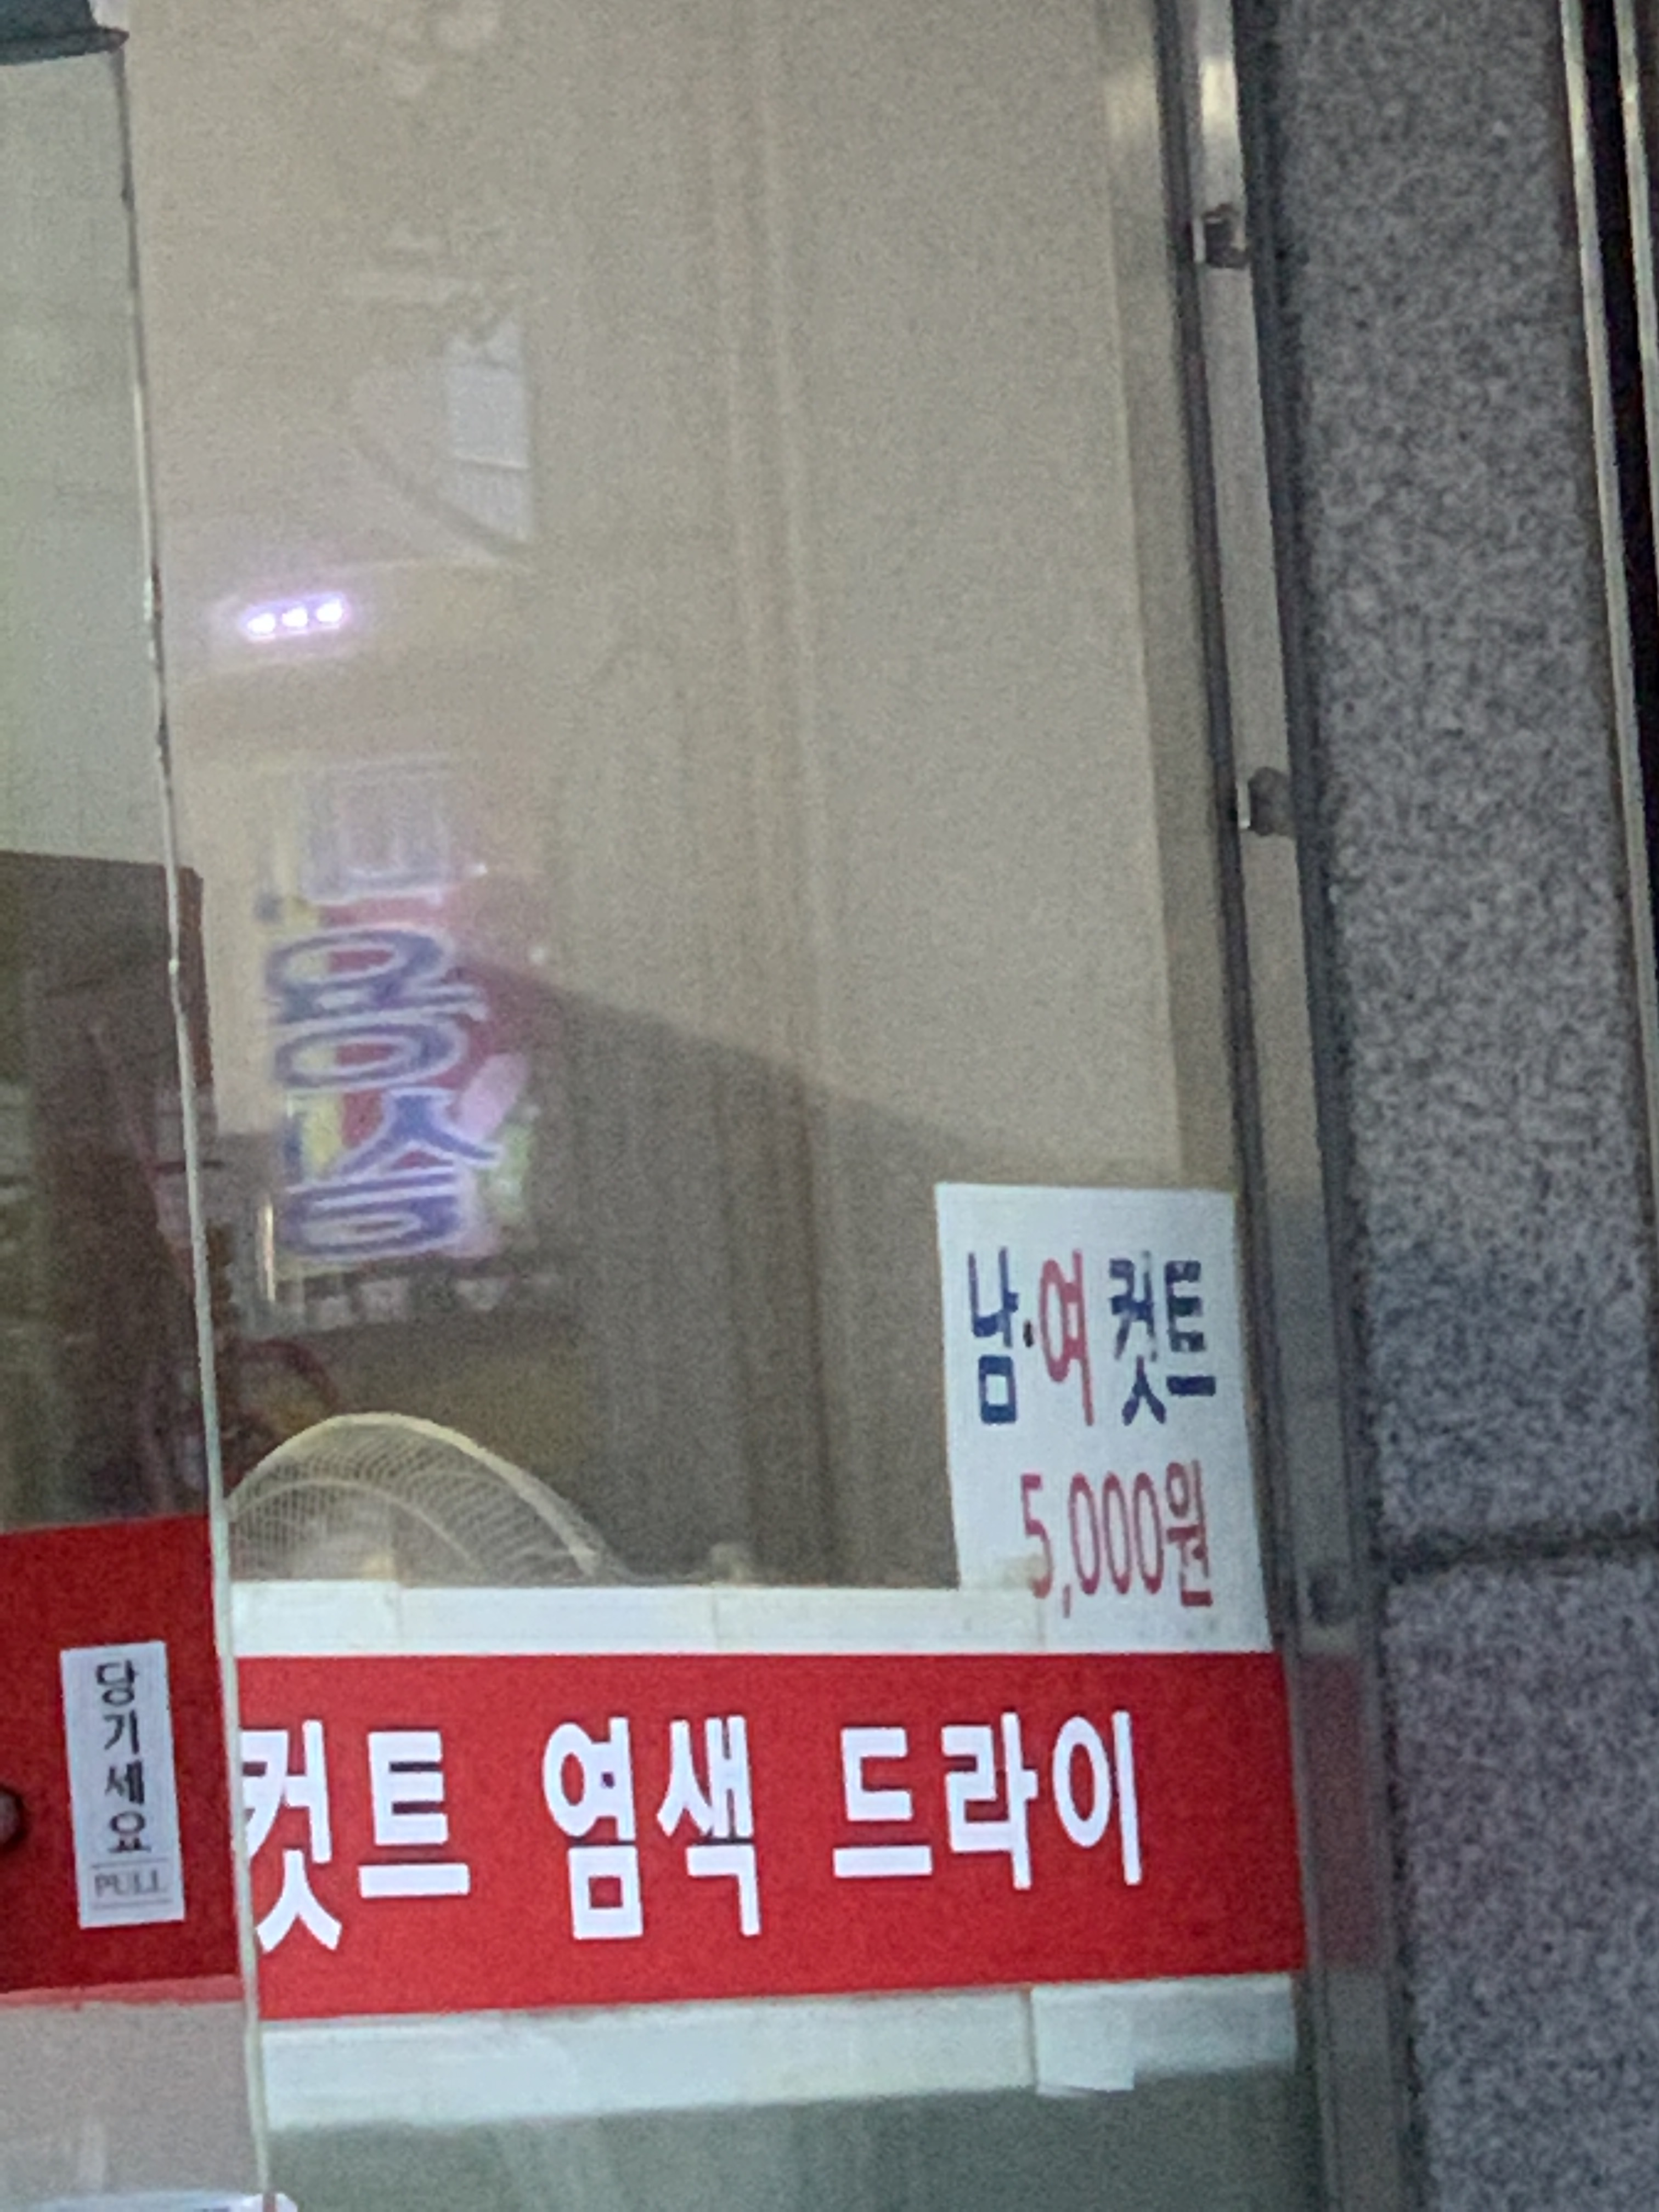 남·여 컷트
5,000원
당기세요
PULL
컷트 염색 드라이